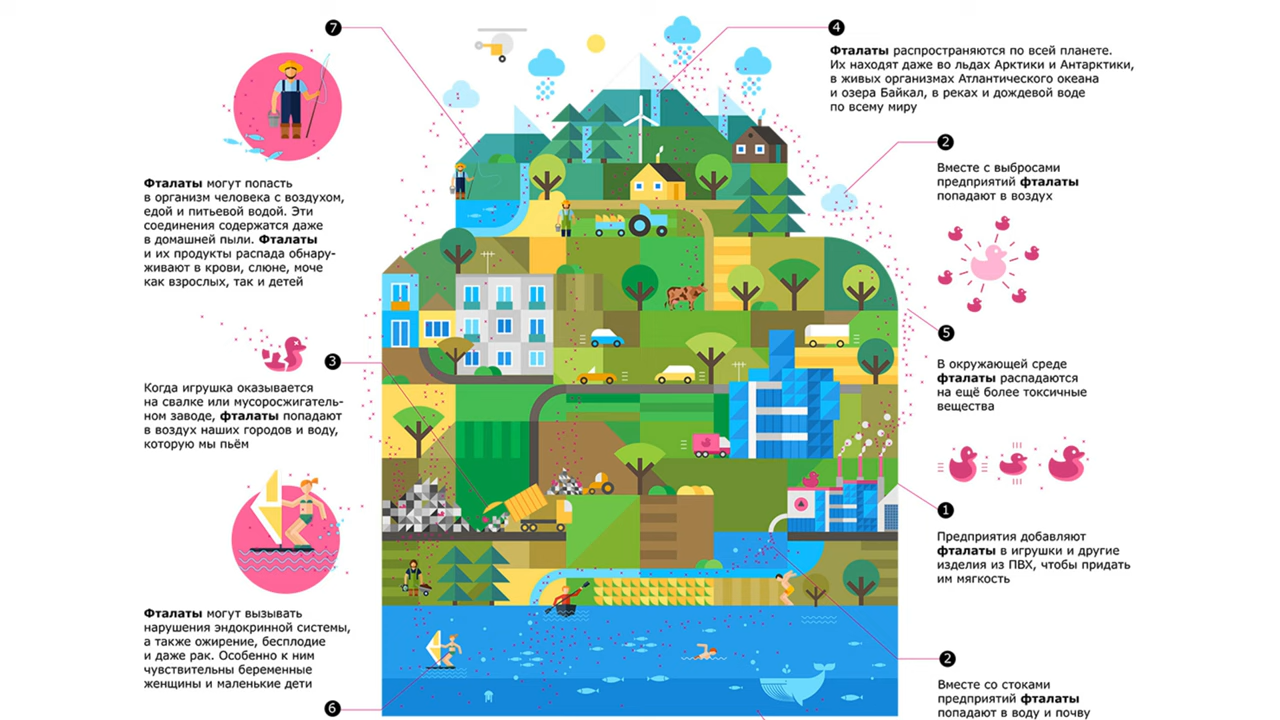 7
Фталаты могут попасть
в организм человека с воздухом,
едой и питьевой водой. Эти
соединения содержатся даже
в домашней пыли. Фталаты
и их продукты распада обнару-
живают в крови, слюне, моче
как взрослых, так и детей
3
Когда игрушка оказывается
на свалке или мусоросжигатель-
ном заводе, фталаты попадают
в воздух наших городов и воду,
которую мы пьём
Фталаты могут вызывать
нарушения эндокринной системы,
а также ожирение, бесплодие
и даже рак. Особенно к ним
чувствительны беременные
женщины и маленькие дети
6
4
Фталаты распространяются по всей планете.
Их находят даже во льдах Арктики и Антарктики,
в живых организмах Атлантического океана
и озера Байкал, в реках и дождевой воде
по всему миру
2
Вместе с выбросами
предприятий фталаты
попадают в воздух
5
В окружающей среде
фталаты распадаются
на ещё более токсичные
вещества
1
Предприятия добавляют
фталаты в игрушки и другие
изделия из ПВХ, чтобы придать
им мягкость
2
Вместе со стоками
предприятий фталаты
попадают в воду и почву